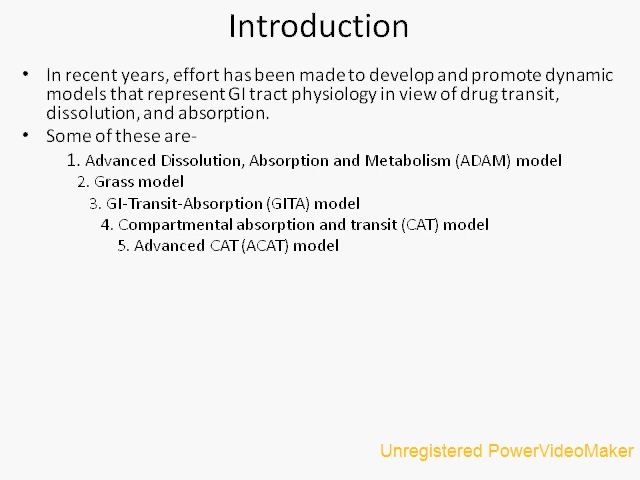 Introduction
• In recent years, effort has been made to develop and promote dynamic
models that represent GI tract physiology in view of drug transit,
dissolution, and absorption.
• Some of these are-
1. Advanced Dissolution, Absorption and Metabolism (ADAM) model
2. Grass model
3. GI-Transit-Absorption (GITA) model
4. Compartmental absorption and transit (CAT) model
5. Advanced CAT (ACAT) model
Unregistered PowerVideoMaker